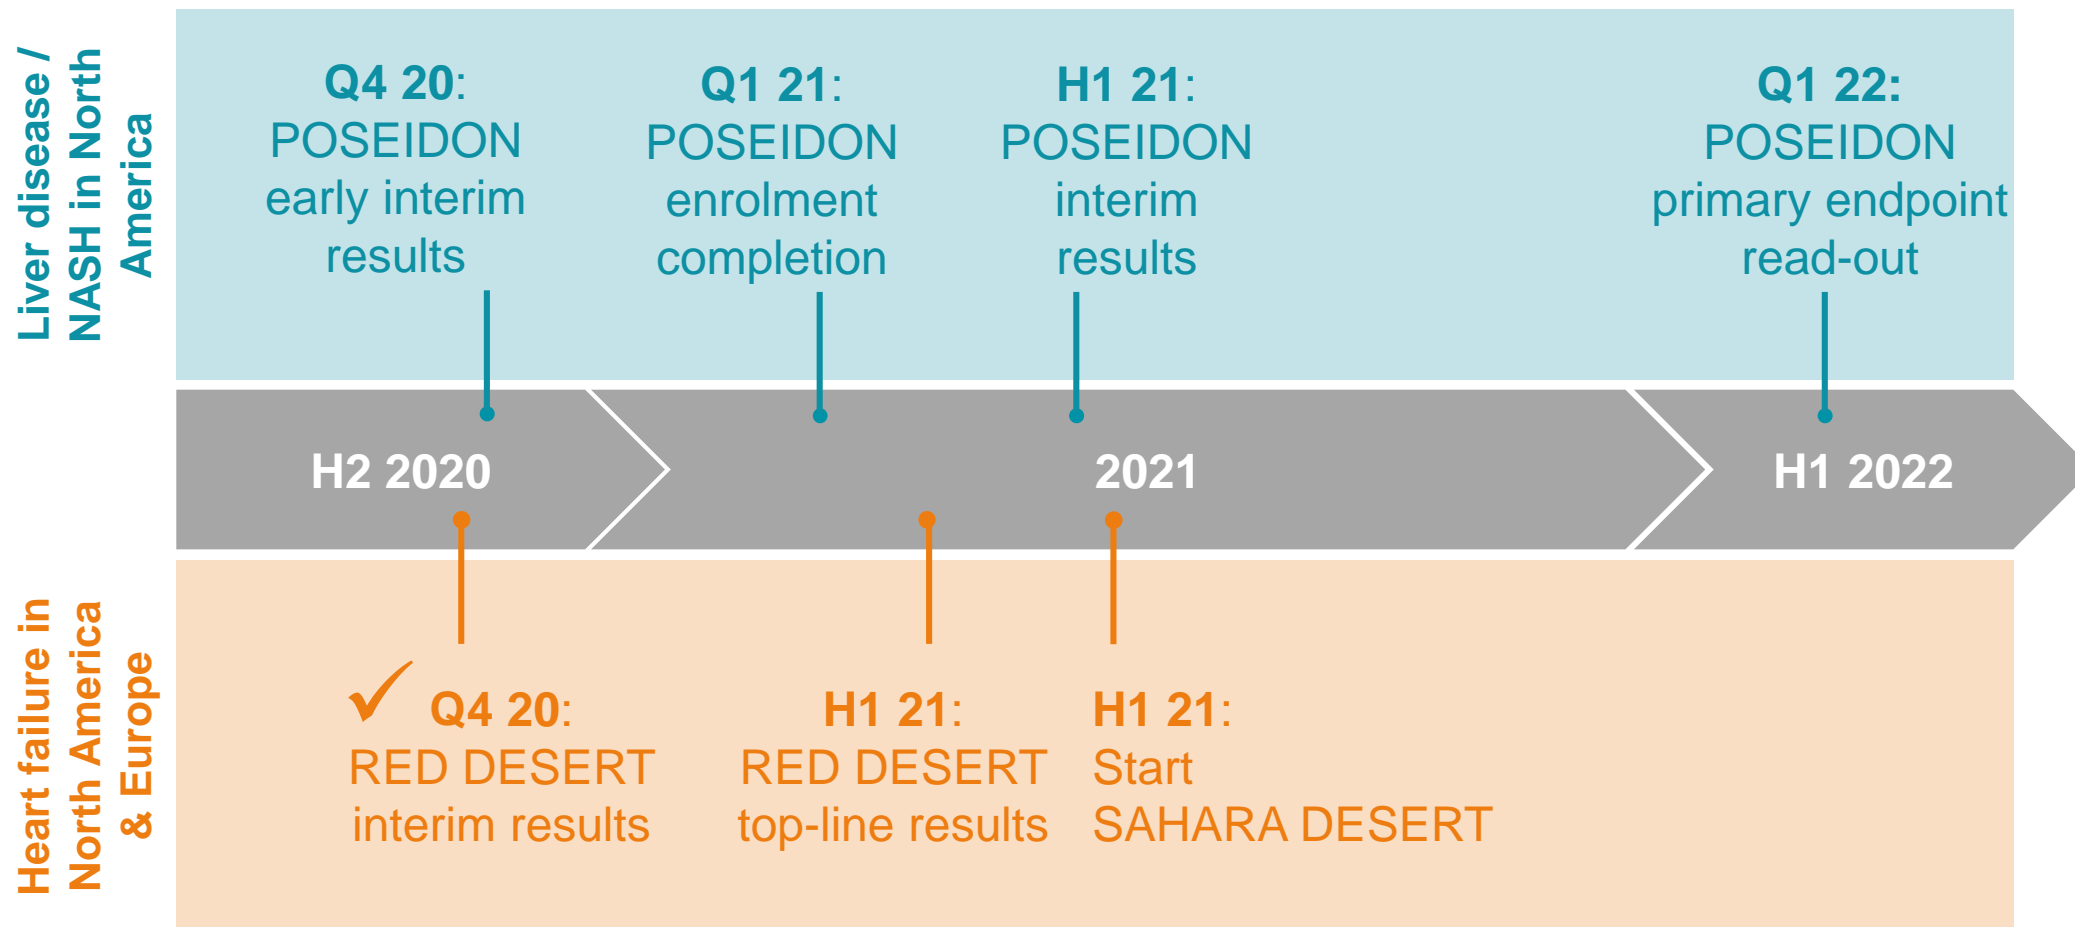 Liver disease /
NASH in North
America
Q4 20:
POSEIDON
early interim
results
Q1 21:
POSEIDON
enrolment
completion
H1 21:
POSEIDON
interim
results
Q1 22:
POSEIDON
primary endpoint
read-out
H2 2020
2021
H1 2022
Heart failure in
North America
& Europe
Q4 20:
RED DESERT
interim results
H1 21:
RED DESERT
top-line results
H1 21:
Start
SAHARA DESERT